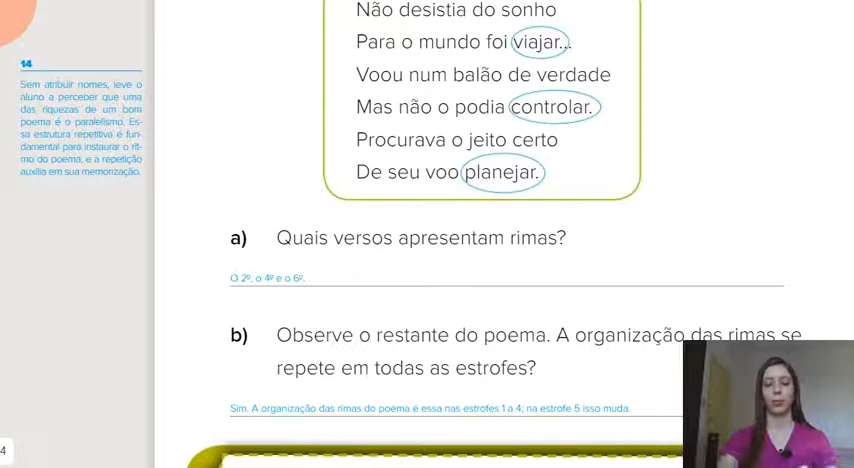 Não desistia do sonho
Para o mundo foi viajar...
Voou num balão de verdade
Mas não o podia controlar.
Procurava o jeito certo
De seu voo planejar.
14
Sem atribuir nomes, leve o
aluno a perceber que uma
das riquezas de um bom
poema é o paralelismo. Es-
sa estrutura repetitiva é fun-
damental para instaurar o rit-
mo do poema, e a repetição
auxilia em sua memorização.
a) Quais versos apresentam rimas?
O 2º, o 4º e o 6º.
b) Observe o restante do poema. A organização das rimas se
repete em todas as estrofes?
Sim. A organização das rimas do poema é essa nas estrofes 1 a 4; na estrofe 5 isso muda.
4